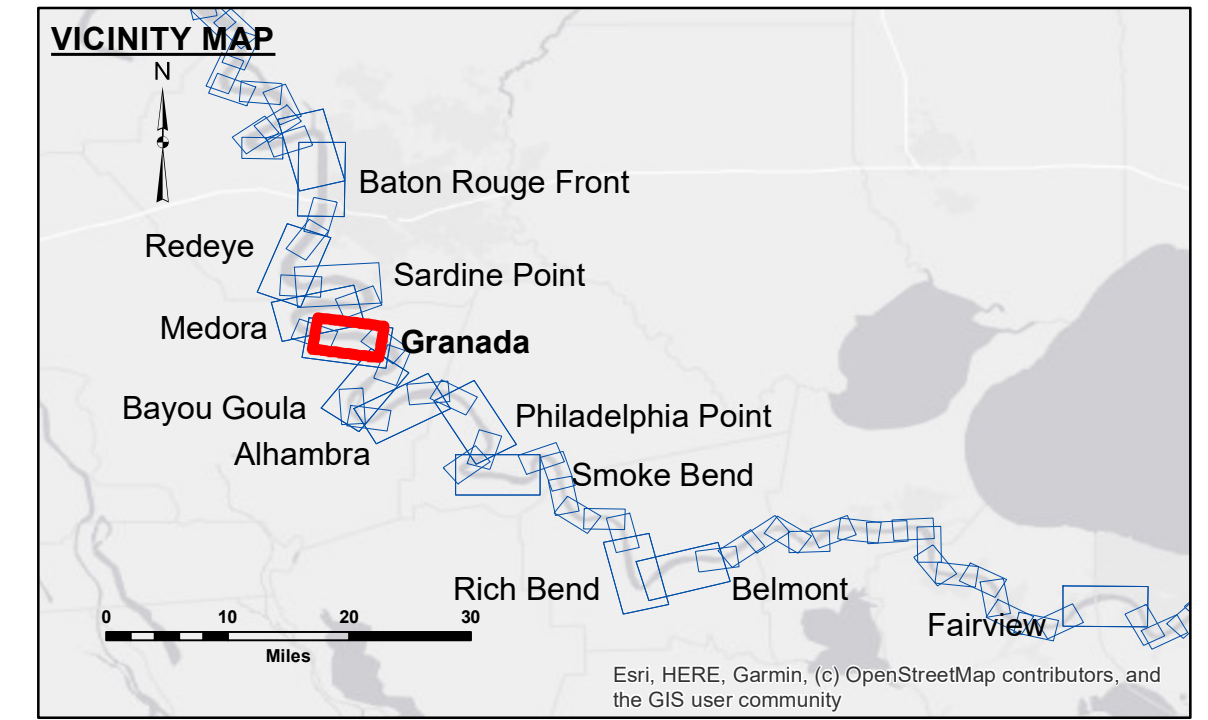 VICINITY MAP
N
Baton Rouge Front
Redeye
Sardine Point
Medora
Granada
Bayou Goula
Philadelphia Point
Alhambra
Smoke Bend
Rich Bend
Belmont
Fairview
0 10 20 30
Miles
Esri, HERE, Garmin, (c) OpenStreetMap contributors, and
the GIS user community